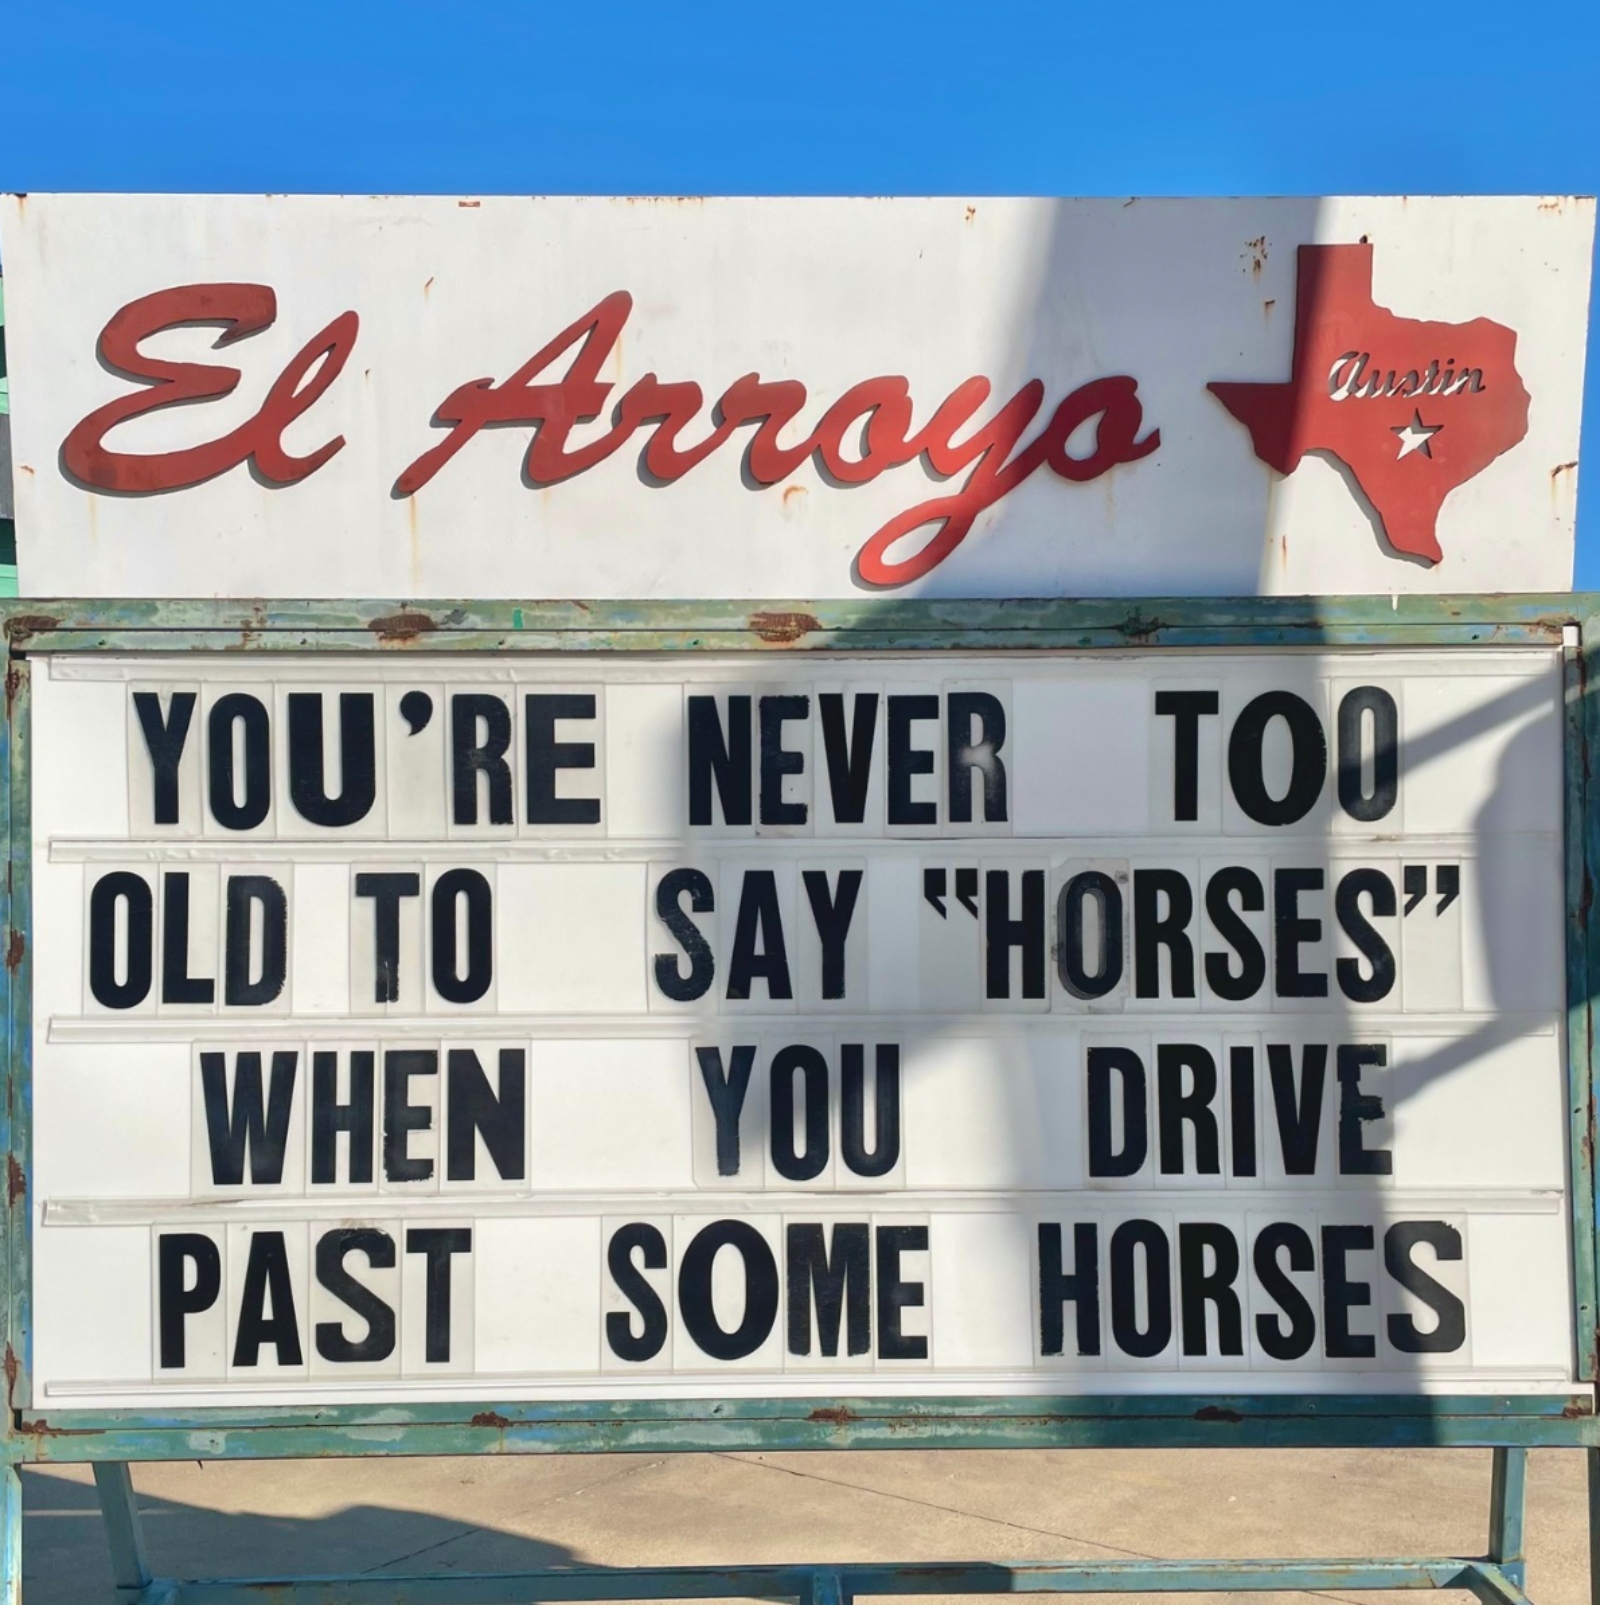 El Arroyo
Austin
YOU'RE NEVER TOO
OLD TO SAY "HORSES"
WHEN YOU DRIVE
PAST SOME HORSES